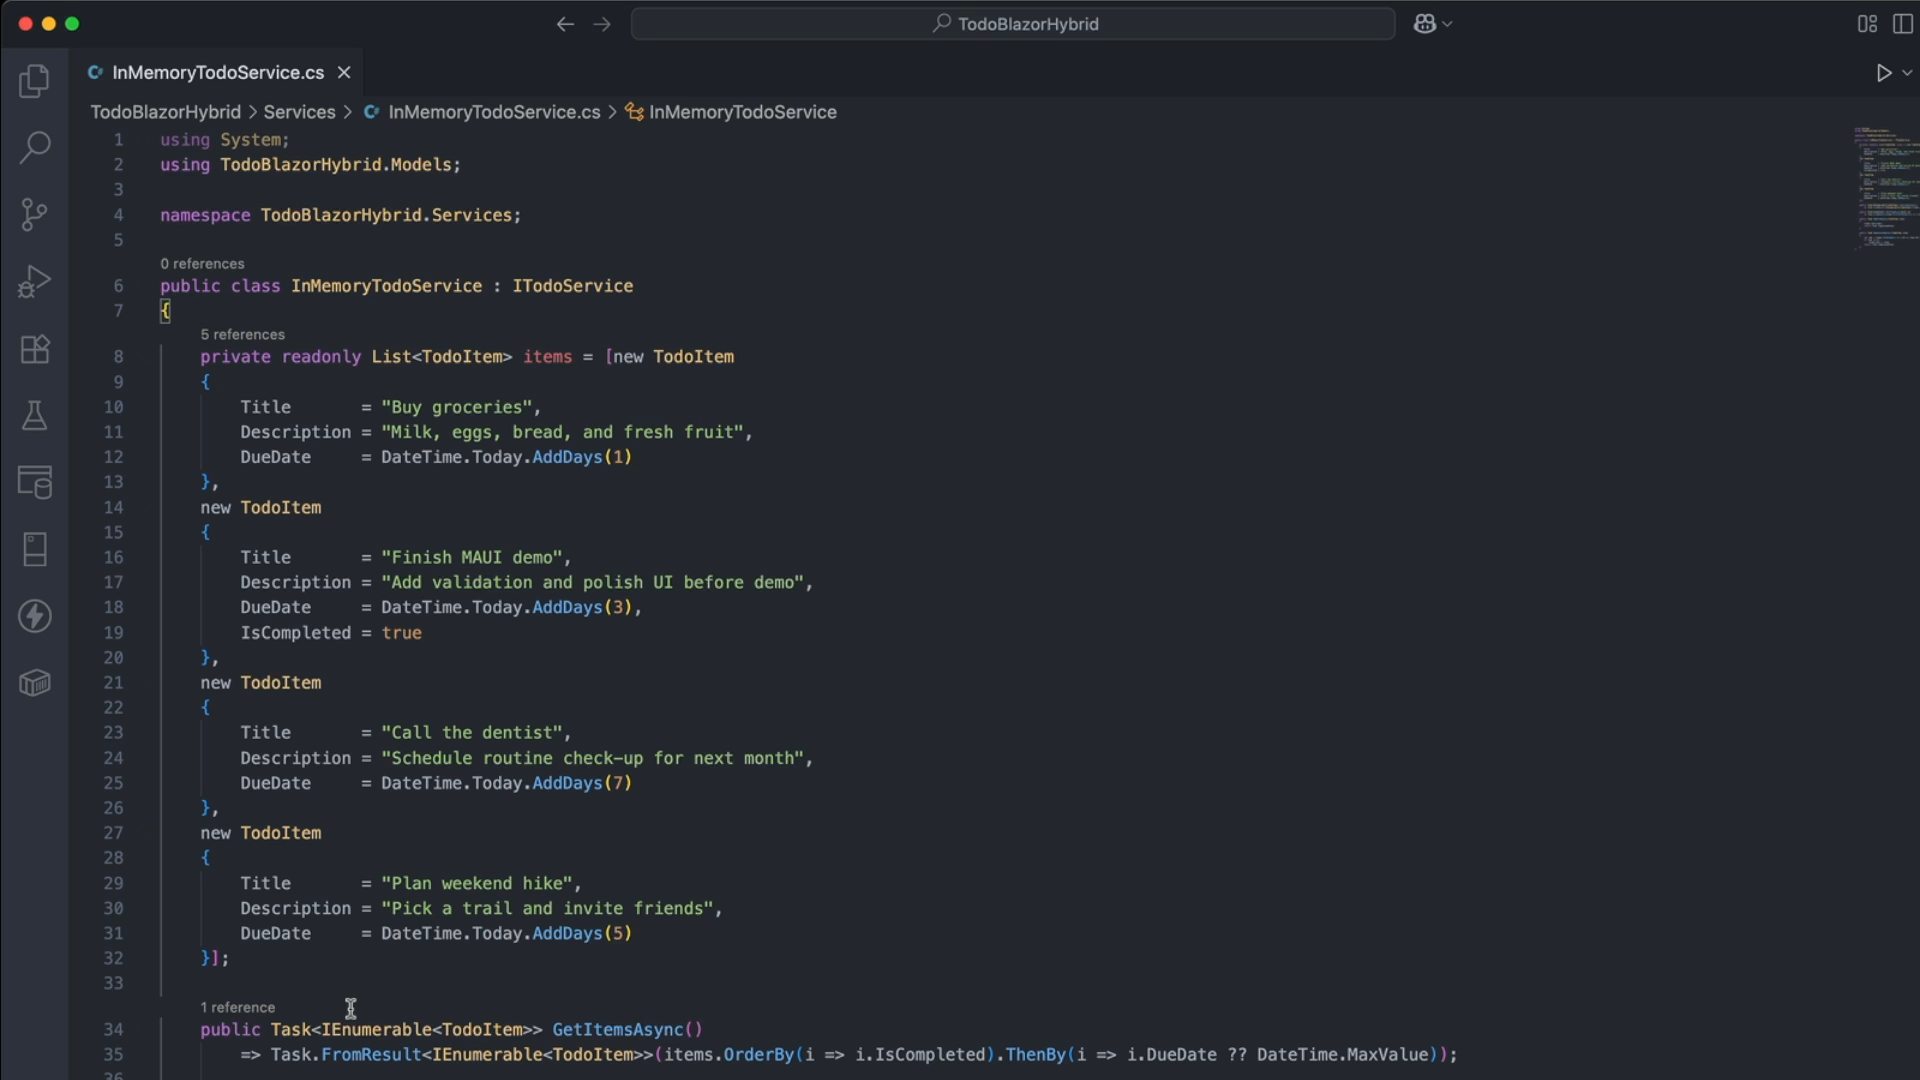 TodoBlazorHybrid
InMemoryTodoService.cs
TodoBlazorHybrid > Services > InMemoryTodoService.cs > InMemoryTodoService
1 using System;
2 using TodoBlazorHybrid.Models;
3
4 namespace TodoBlazorHybrid.Services;
5
0 references
6 public class InMemoryTodoService : ITodoService
7 {
5 references
8 private readonly List<TodoItem> items = [new TodoItem
9 {
10 Title = "Buy groceries",
11 Description = "Milk, eggs, bread, and fresh fruit",
12 DueDate = DateTime.Today.AddDays(1)
13 },
14 new TodoItem
15 {
16 Title = "Finish MAUI demo",
17 Description = "Add validation and polish UI before demo",
18 DueDate = DateTime.Today.AddDays(3),
19 IsCompleted = true
20 },
21 new TodoItem
22 {
23 Title = "Call the dentist",
24 Description = "Schedule routine check-up for next month",
25 DueDate = DateTime.Today.AddDays(7)
26 },
27 new TodoItem
28 {
29 Title = "Plan weekend hike",
30 Description = "Pick a trail and invite friends",
31 DueDate = DateTime.Today.AddDays(5)
32 }];
33
1 reference
34 public Task<IEnumerable<TodoItem>> GetItemsAsync()
35 => Task.FromResult<IEnumerable<TodoItem>>(items.OrderBy(i => i.IsCompleted).ThenBy(i => i.DueDate ?? DateTime.MaxValue));
36